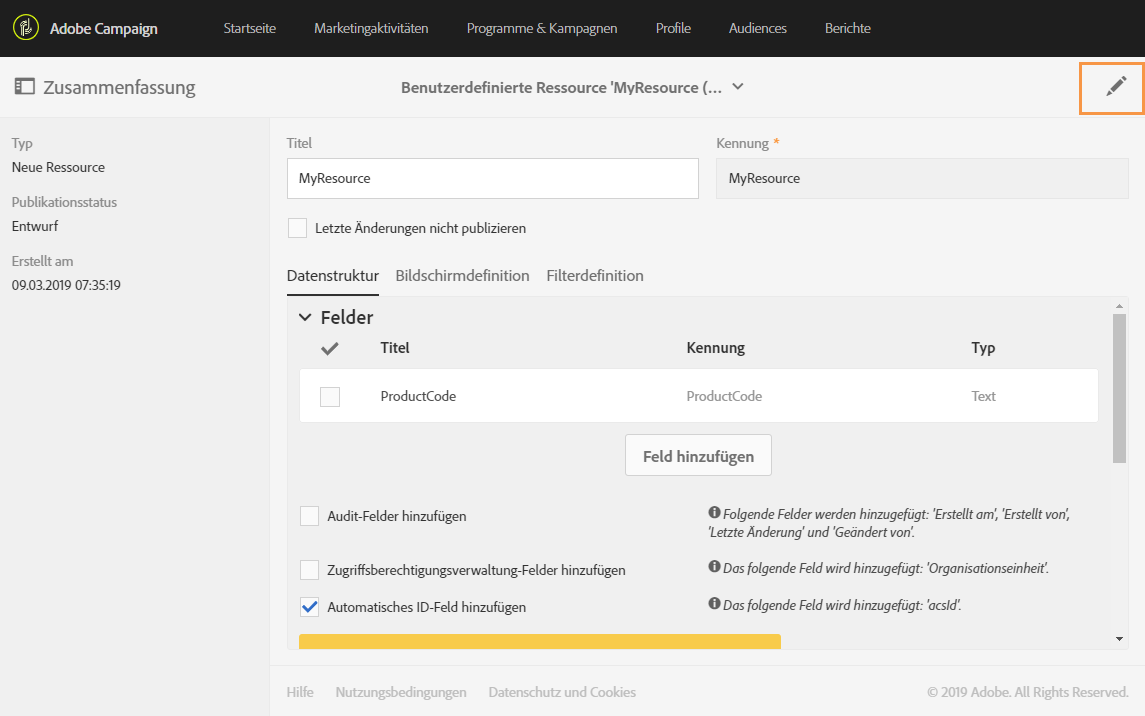 Adobe Campaign Startseite Marketingaktivitäten Programme & Kampagnen Profile Audiences Berichte
Zusammenfassung Benutzerdefinierte Ressource 'MyResource (...
Typ
Neue Ressource
Publikationsstatus
Entwurf
Erstellt am
09.03.2019 07:35:19
Titel Kennung *
MyResource MyResource
Letzte Änderungen nicht publizieren
Datenstruktur Bildschirmdefinition Filterdefinition
Felder
Titel Kennung Typ
ProductCode ProductCode Text
Feld hinzufügen
Audit-Felder hinzufügen
Folgende Felder werden hinzugefügt: 'Erstellt am', 'Erstellt von',
'Letzte Änderung' und 'Geändert von'.
Zugriffsberechtigungsverwaltung-Felder hinzufügen Das folgende Feld wird hinzugefügt: 'Organisationseinheit'.
Automatisches ID-Feld hinzufügen Das folgende Feld wird hinzugefügt: 'acsId'.
Hilfe Nutzungsbedingungen Datenschutz und Cookies © 2019 Adobe. All Rights Reserved.